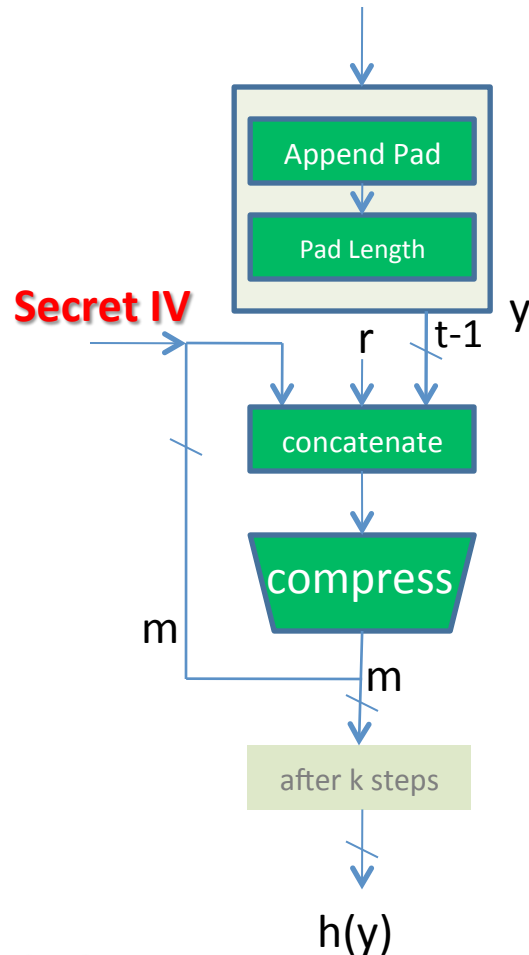 Append Pad
Pad Length
Secret IV
y
r
t-1
concatenate
compress
m
m
after k steps
h(y)